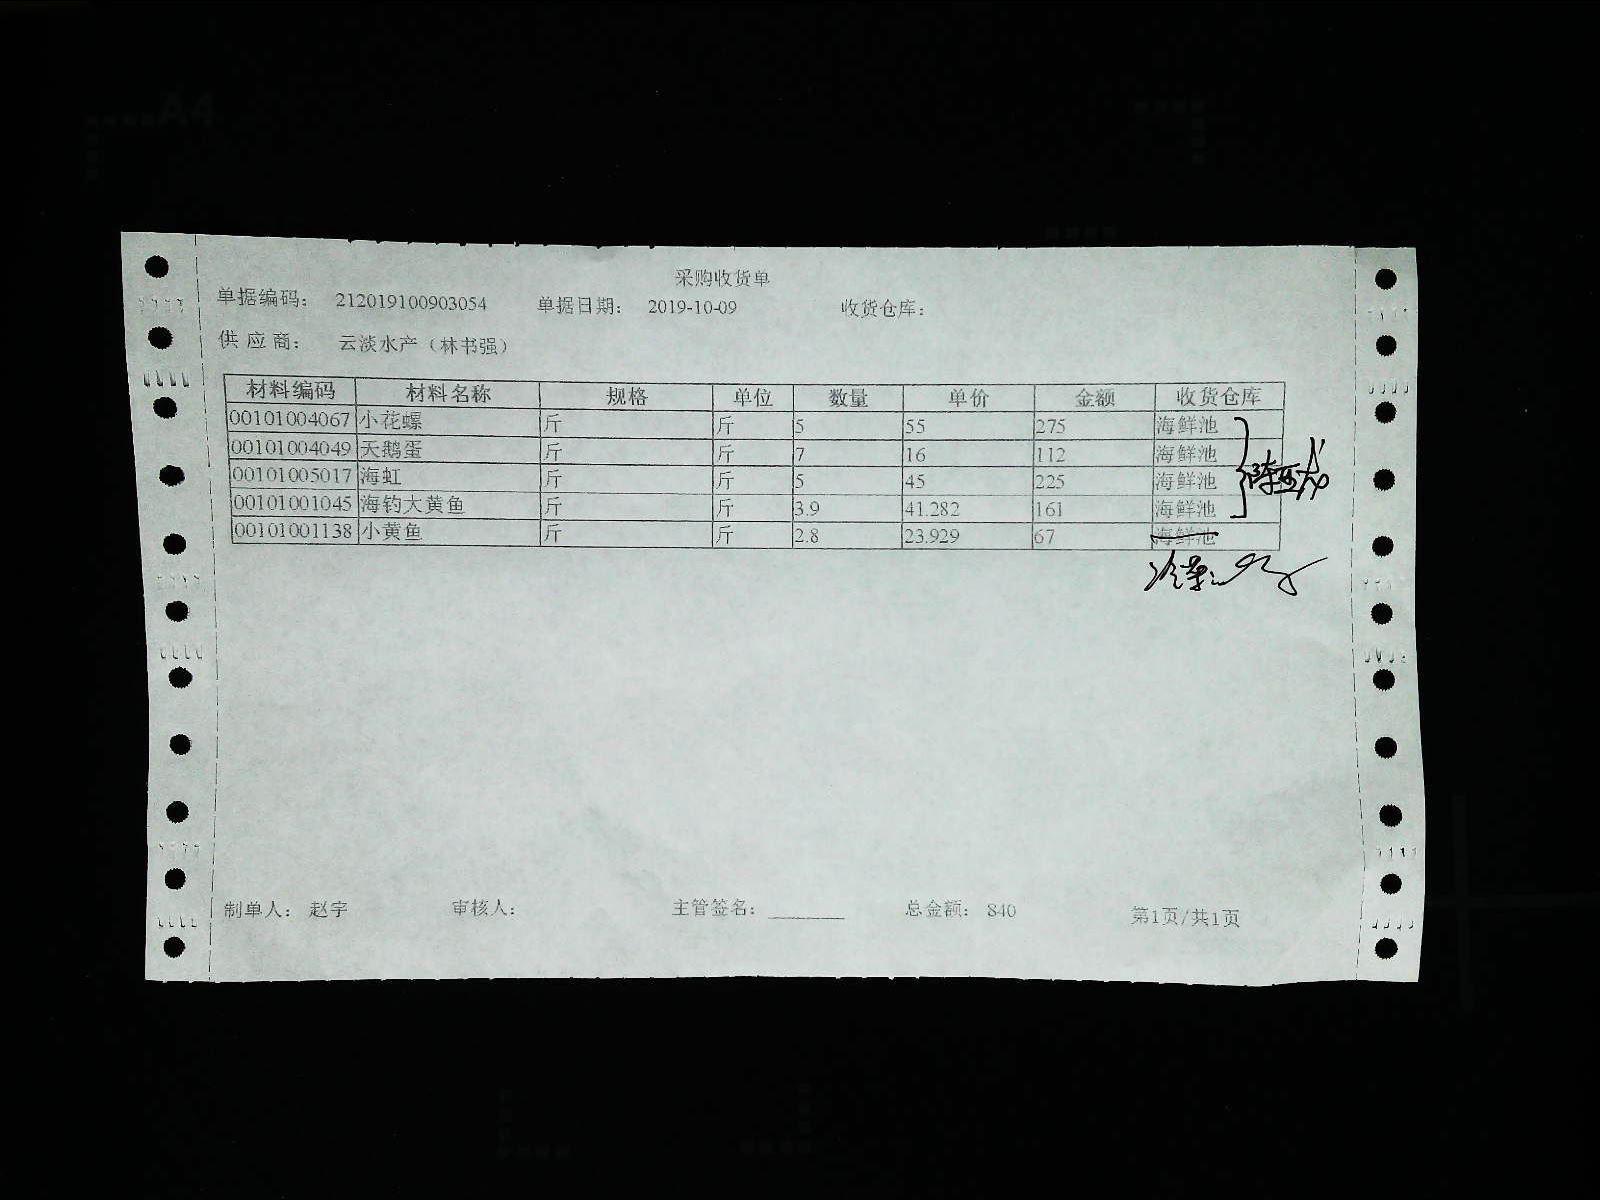 采购收货单
单据编码： 212019100903054 单据日期： 2019-10-09 收货仓库：
供 应 商： 云淡水产（林书强）
材料编码 材料名称 规格 单位 数量 单价 金额 收货仓库
00101004067 小花螺 斤 斤 5 55 275 海鲜池
00101004049 天鹅蛋 斤 斤 7 16 112 海鲜池
00101005017 海虹 斤 斤 5 45 225 海鲜池
00101001045 海钓大黄鱼 斤 斤 3.9 41.282 161 海鲜池
00101001138 小黄鱼 斤 斤 2.8 23.929 67 海鲜池
制单人： 赵宇 审核人： 主管签名： 总金额： 840 第1页/共1页